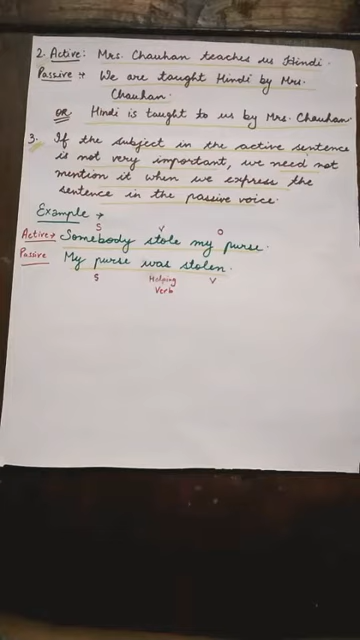 2. Active: Mrs. Chauhan teaches us Hindi.
Passive :- We are taught Hindi by Mrs.
Chauhan.
OR Hindi is taught to us by Mrs. Chauhan
3. If the subject in the active sentence
is not very important, we need not
mention it when we express the
sentence in the passive voice.
Example →
S V O
Active→ Somebody stole my purse.
Passive My purse was stolen.
S Helping V
Verb